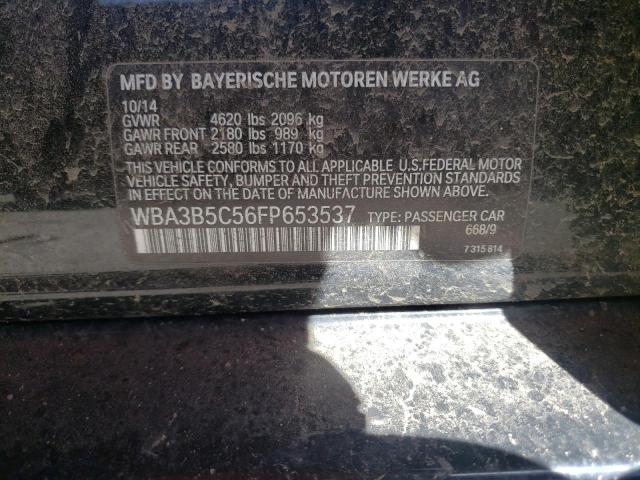 MFD BY BAYERISCHE MOTOREN WERKE AG
10/14
GVWR 4620 lbs 2096 kg
GAWR FRONT 2180 lbs 989 kg
GAWR REAR 2580 lbs 1170 kg
THIS VEHICLE CONFORMS TO ALL APPLICABLE U.S.FEDERAL MOTOR
VEHICLE SAFETY, BUMPER AND THEFT PREVENTION STANDARDS
IN EFFECT ON THE DATE OF MANUFACTURE SHOWN ABOVE.
WBA3B5C56FP653537 TYPE: PASSENGER CAR
668/9
7 315 814